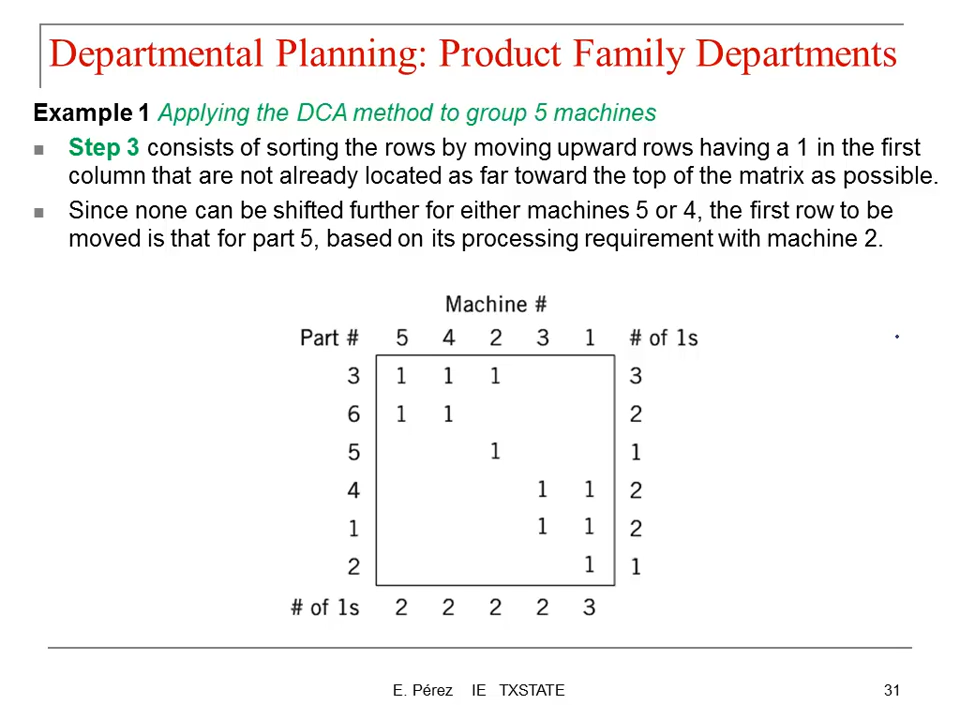 Departmental Planning: Product Family Departments
Example 1 Applying the DCA method to group 5 machines
Step 3 consists of sorting the rows by moving upward rows having a 1 in the first
column that are not already located as far toward the top of the matrix as possible.
Since none can be shifted further for either machines 5 or 4, the first row to be
moved is that for part 5, based on its processing requirement with machine 2.
Machine #
Part # 5 4 2 3 1 # of 1s
3 1 1 1 3
6 1 1 2
5 1 1
4 1 1 2
1 1 1 2
2 1 1
# of 1s 2 2 2 2 3
E. Pérez IE TXSTATE 31